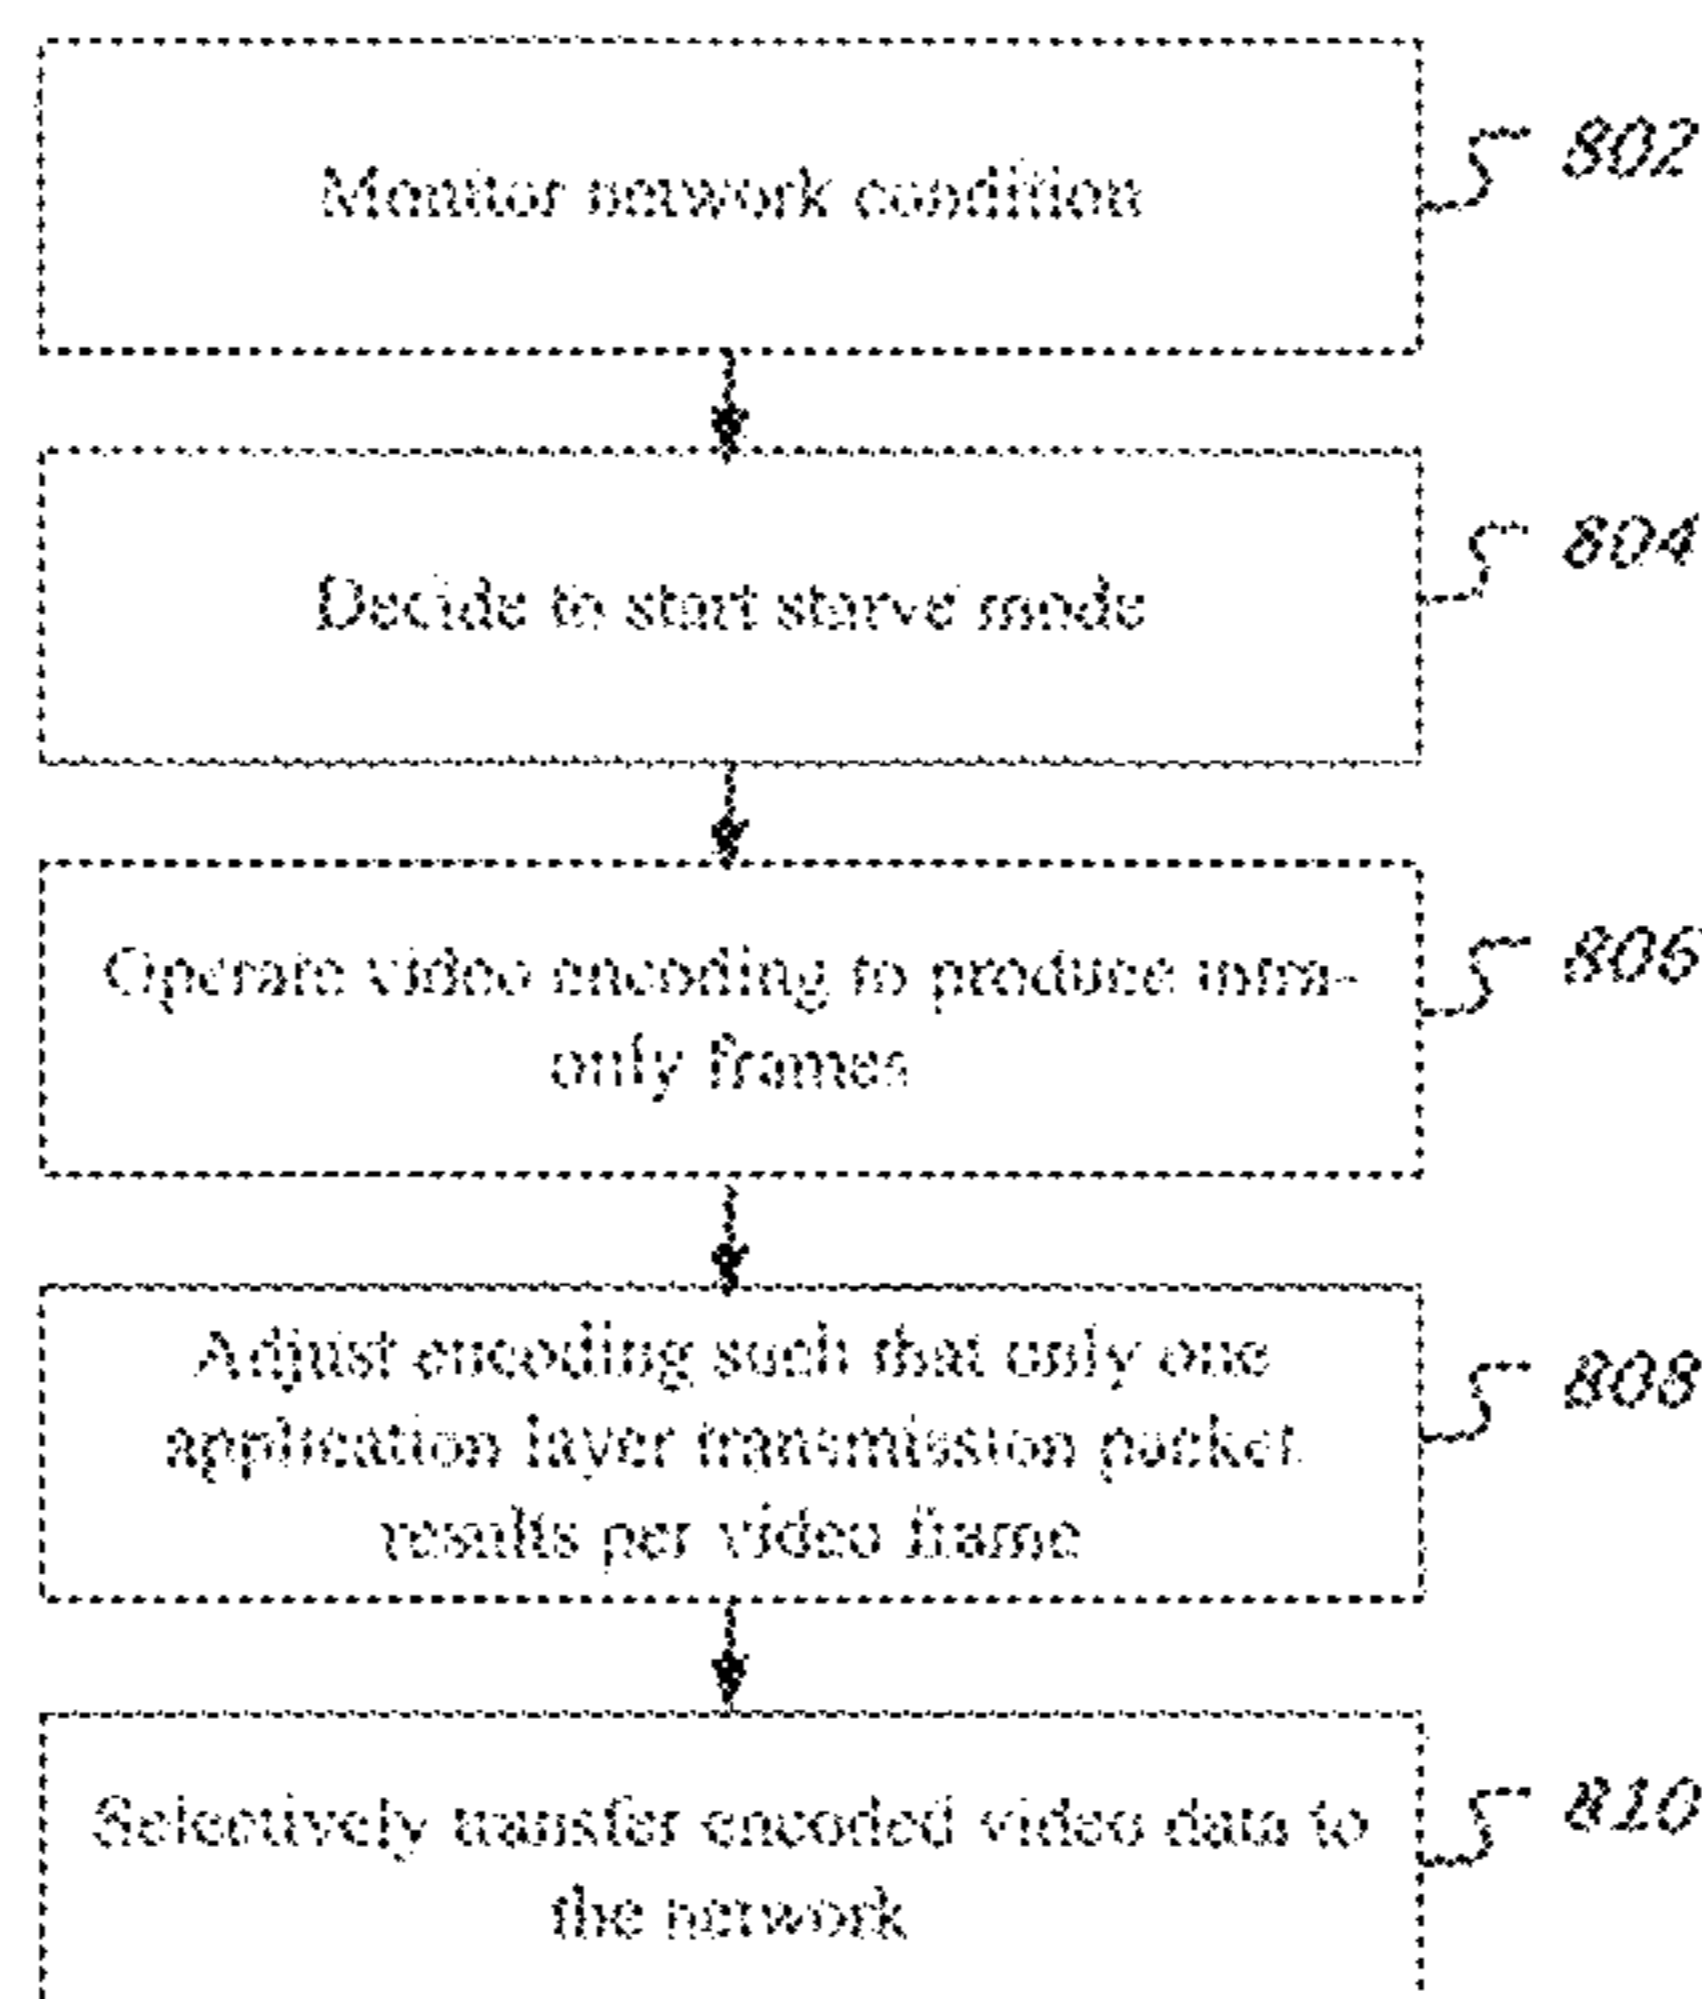 Monitor network condition
802
Decide to start starve mode
804
Operate video encoding to produce intra-
only frames
806
Adjust encoding such that only one
application layer transmission packet
results per video frame
808
Selectively transfer encoded video data to
the network
810